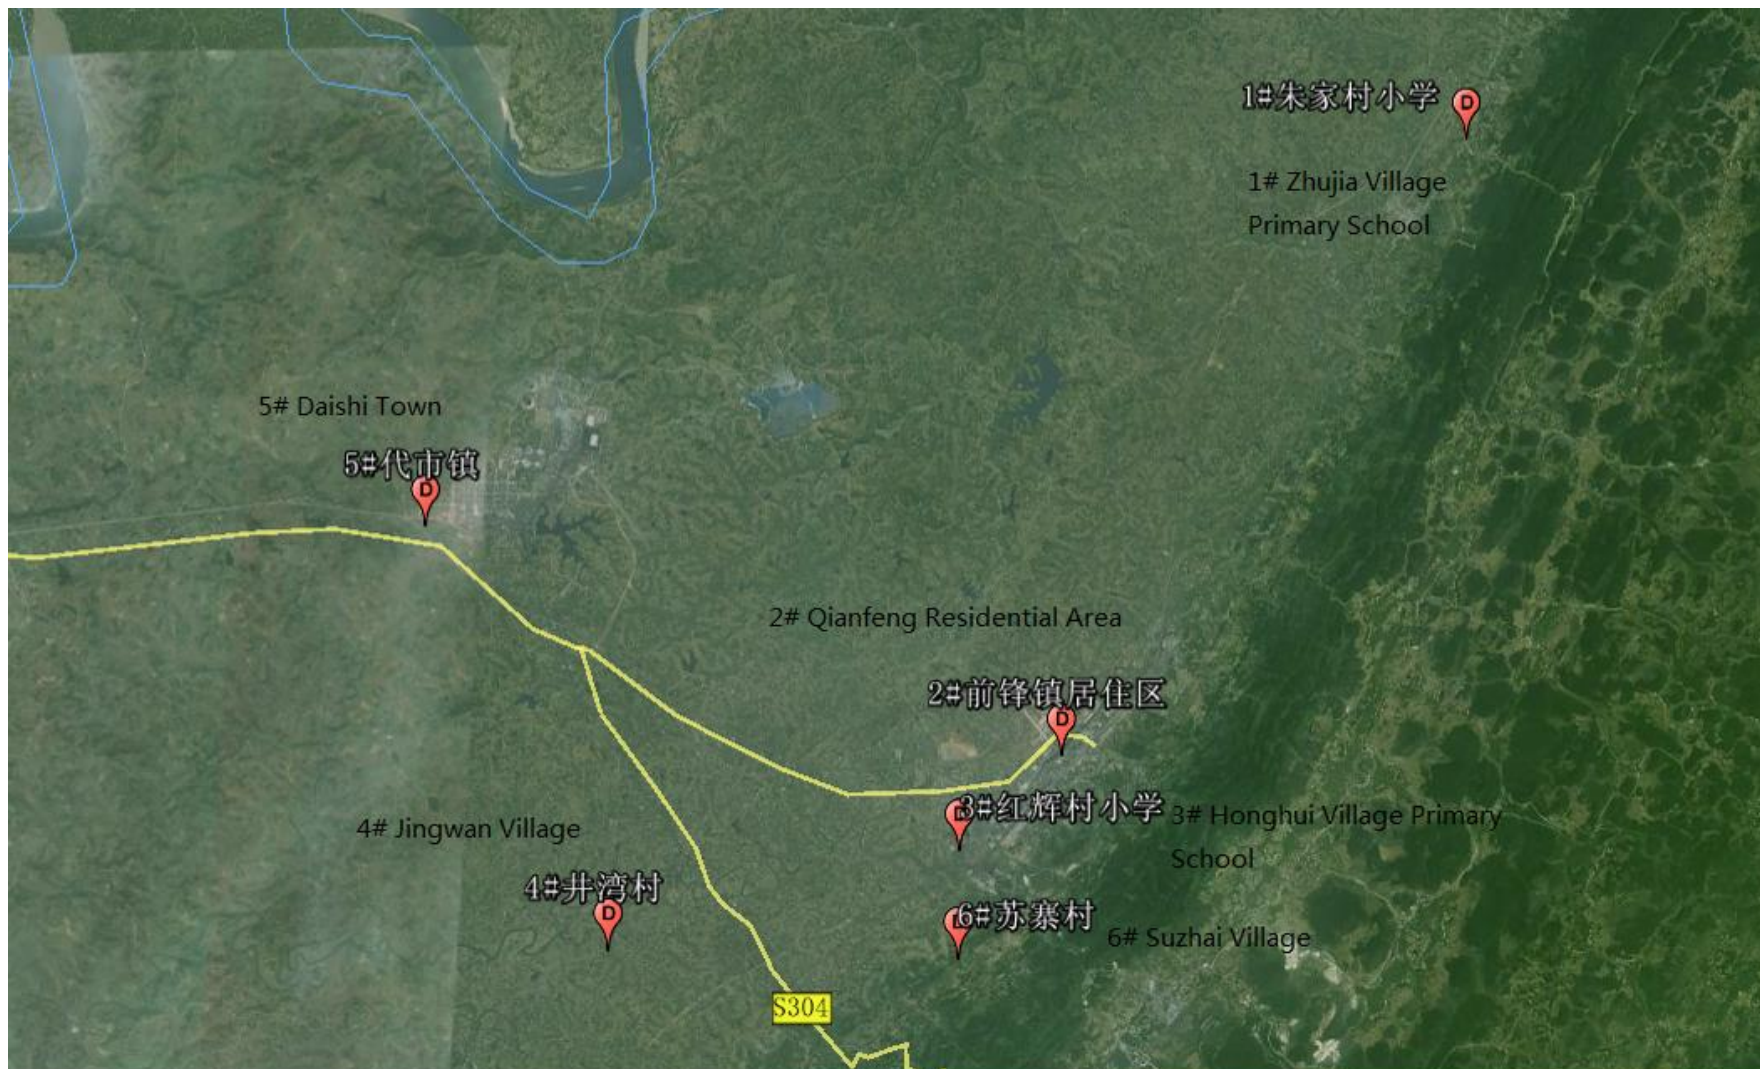 1#朱家村小学
D
1# Zhujia Village
Primary School
5# Daishi Town
5#代市镇
D
2# Qianfeng Residential Area
2#前锋镇居住区
D
3#红辉村小学
D
3# Honghui Village Primary
School
4# Jingwan Village
4#井湾村
D
6#苏寨村
D
6# Suzhai Village
S304